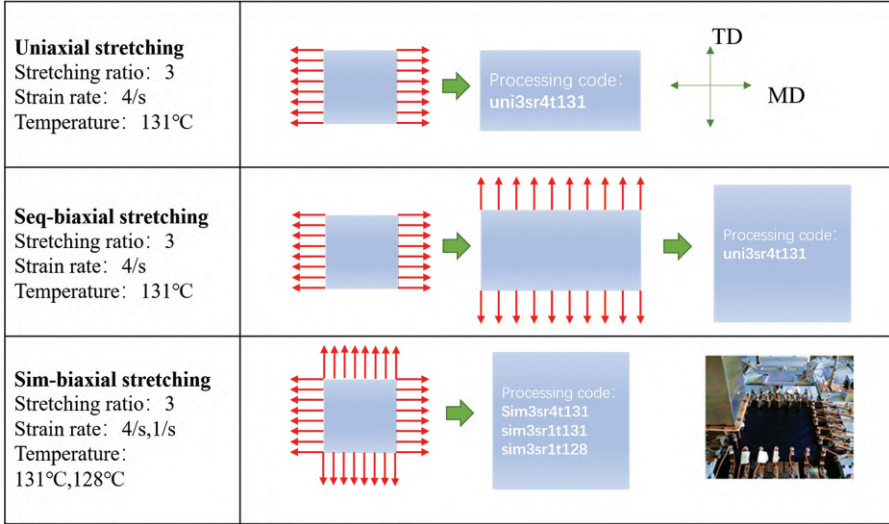 Uniaxial stretching
Stretching ratio： 3
Strain rate： 4/s
Temperature： 131℃
Processing code：
uni3sr4t131
TD
MD
Seq-biaxial stretching
Stretching ratio： 3
Strain rate： 4/s
Temperature： 131℃
Processing code：
uni3sr4t131
Sim-biaxial stretching
Stretching ratio： 3
Strain rate： 4/s,1/s
Temperature：
131℃,128℃
Processing code：
Sim3sr4t131
sim3sr1t131
sim3sr1t128